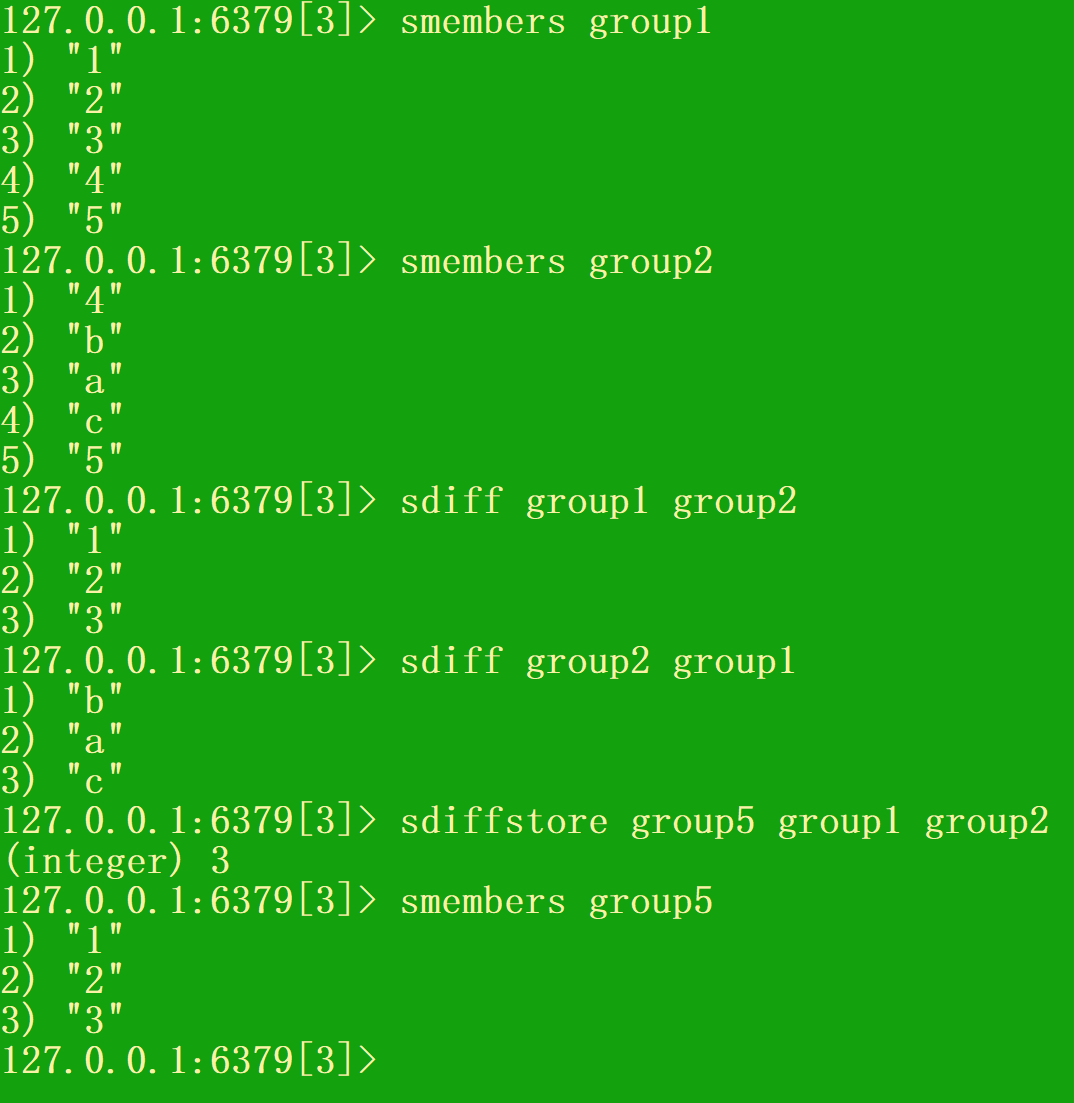 127.0.0.1:6379[3]> smembers group1
1) "1"
2) "2"
3) "3"
4) "4"
5) "5"
127.0.0.1:6379[3]> smembers group2
1) "4"
2) "b"
3) "a"
4) "c"
5) "5"
127.0.0.1:6379[3]> sdiff group1 group2
1) "1"
2) "2"
3) "3"
127.0.0.1:6379[3]> sdiff group2 group1
1) "b"
2) "a"
3) "c"
127.0.0.1:6379[3]> sdiffstore group5 group1 group2
(integer) 3
127.0.0.1:6379[3]> smembers group5
1) "1"
2) "2"
3) "3"
127.0.0.1:6379[3]>